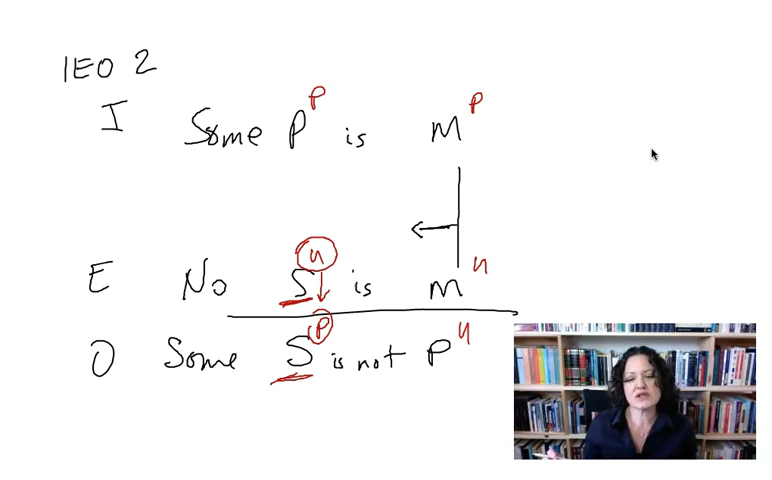 IEO 2
I Some P^p is M^p
E No S^u is M^u
O Some S^p is not P^u